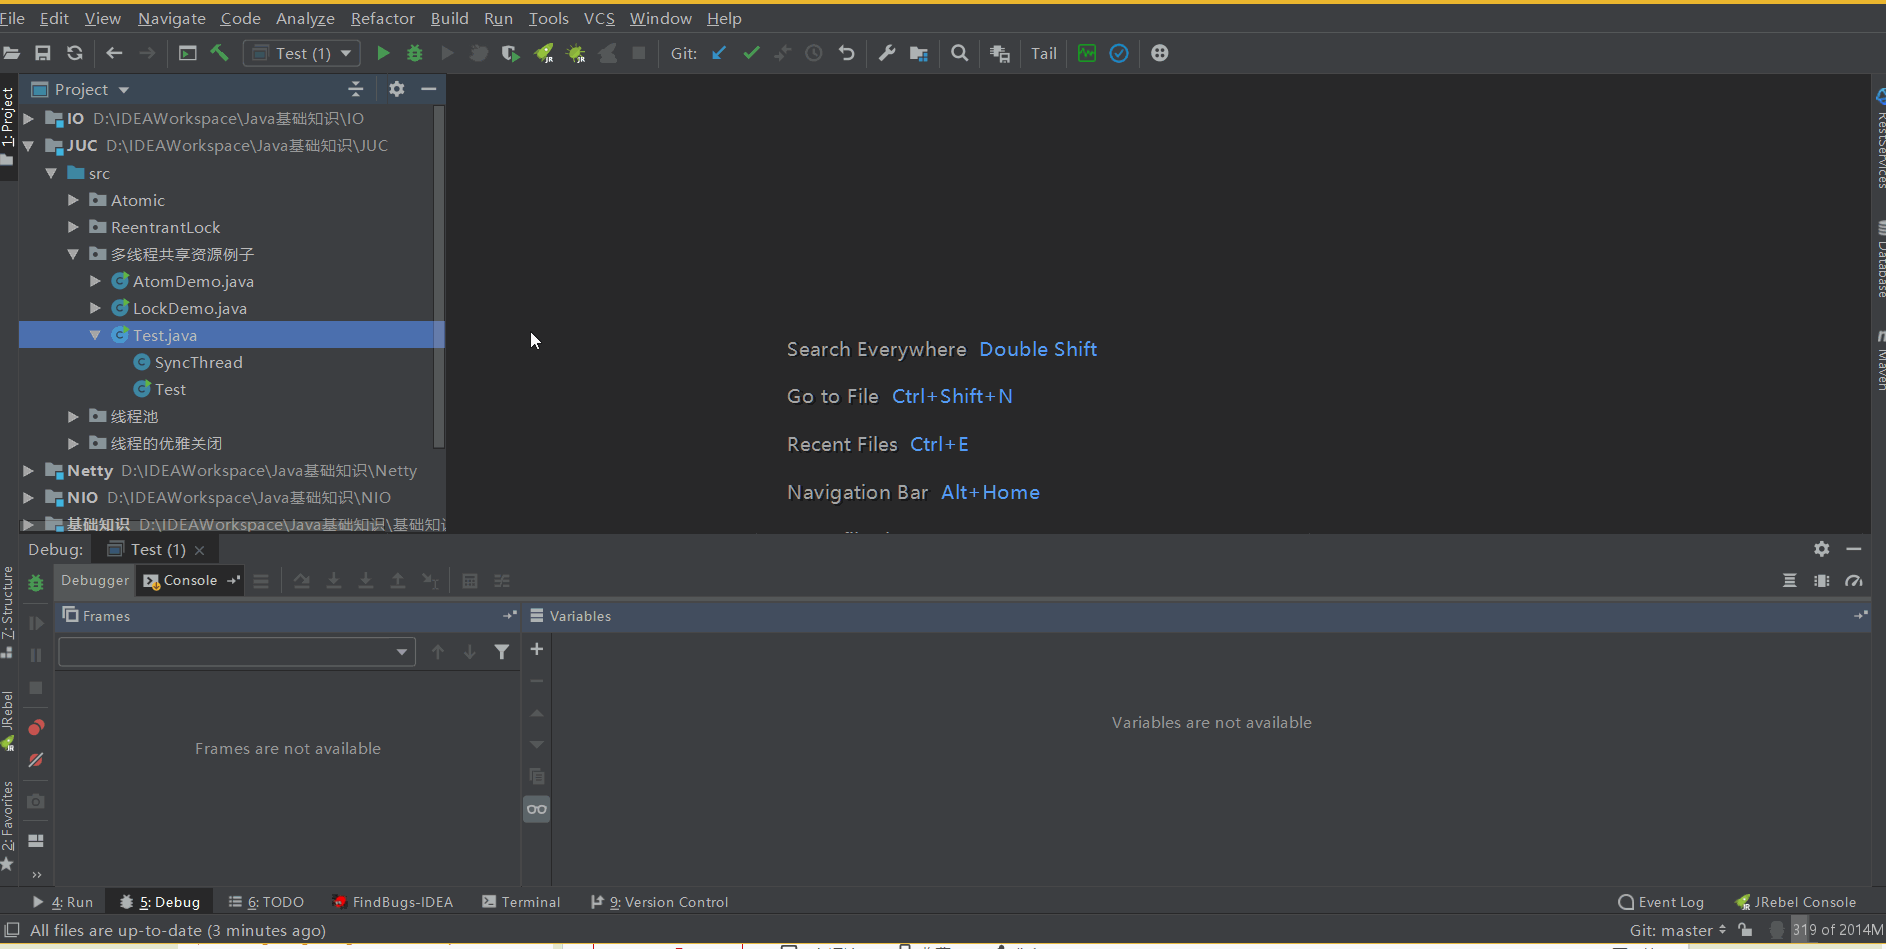 File Edit View Navigate Code Analyze Refactor Build Run Tools VCS Window Help
Test (1) JR JR Git: Tail
1: Project
Project
IO D:\IDEAWorkspace\Java基础知识\IO
JUC D:\IDEAWorkspace\Java基础知识\JUC
src
Atomic
ReentrantLock
多线程共享资源例子
AtomDemo.java
LockDemo.java
Test.java
SyncThread
Test
线程池
线程的优雅关闭
Netty D:\IDEAWorkspace\Java基础知识\Netty
NIO D:\IDEAWorkspace\Java基础知识\NIO
基础知识 D:\IDEAWorkspace\Java基础知识\基础知
Search Everywhere Double Shift
Go to File Ctrl+Shift+N
Recent Files Ctrl+E
Navigation Bar Alt+Home
RestServices
Database
Maven
Debug: Test (1)
Debugger Console
Frames
Variables
Frames are not available
Variables are not available
7: Structure
JRebel
2: Favorites
4: Run 5: Debug 6: TODO FindBugs-IDEA Terminal 9: Version Control Event Log JRebel Console
All files are up-to-date (3 minutes ago) Git: master 319 of 2014M